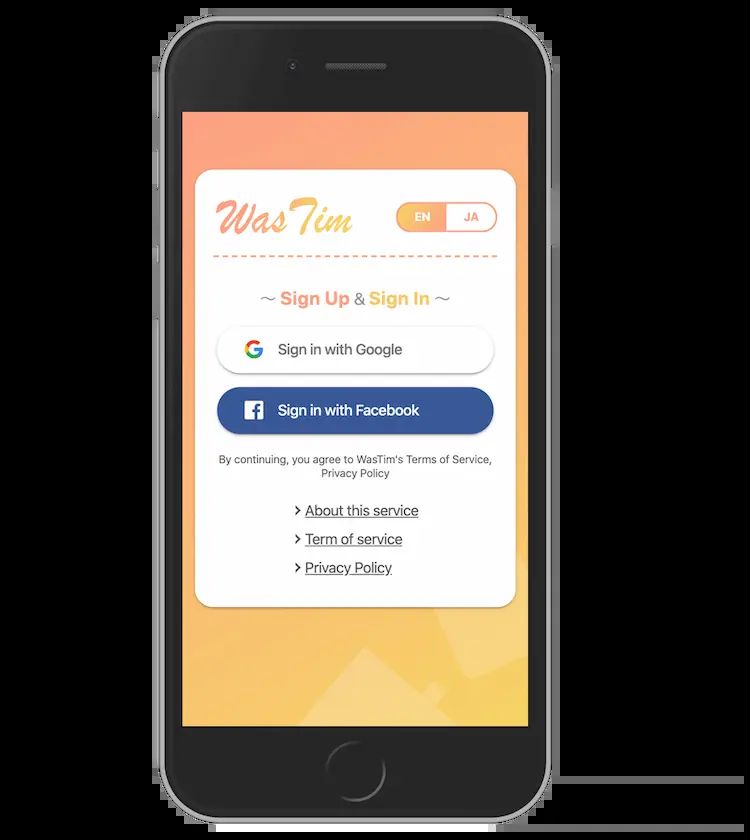 WasTim
EN JA
〜 Sign Up & Sign In 〜
Sign in with Google
Sign in with Facebook
By continuing, you agree to WasTim's Terms of Service,
Privacy Policy
About this service
Term of service
Privacy Policy